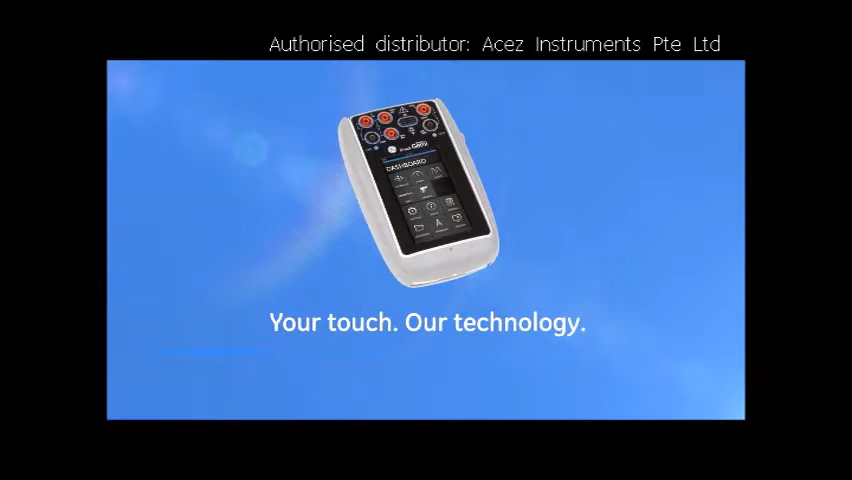 Authorised distributor: Acez Instruments Pte Ltd
DASHBOARD
Your touch. Our technology.